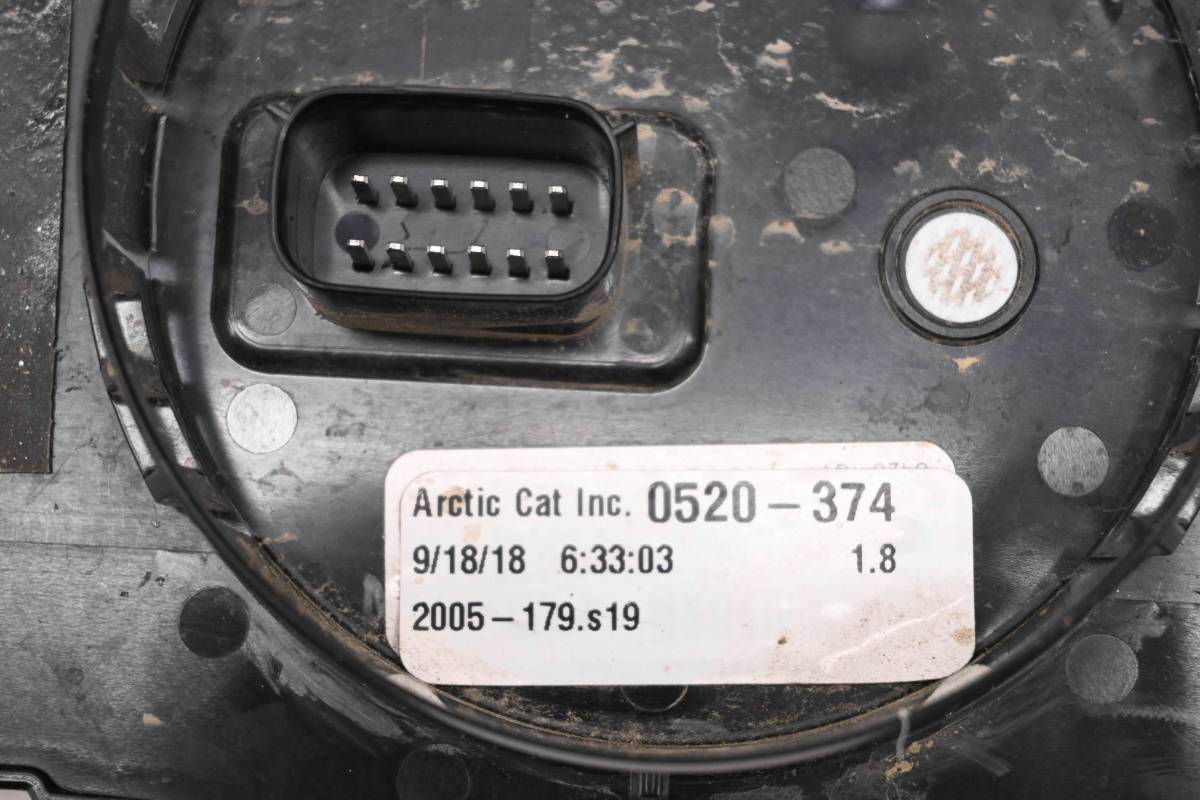 Arctic Cat Inc. 0520-374
9/18/18 6:33:03 1.8
2005-179.s19